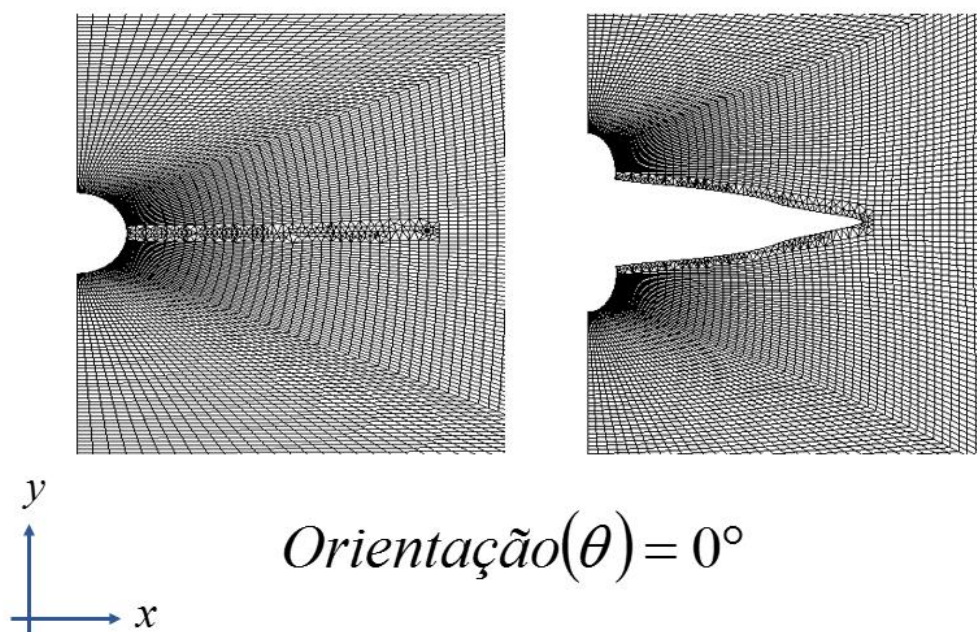 y
x
Orientação(θ) = 0°